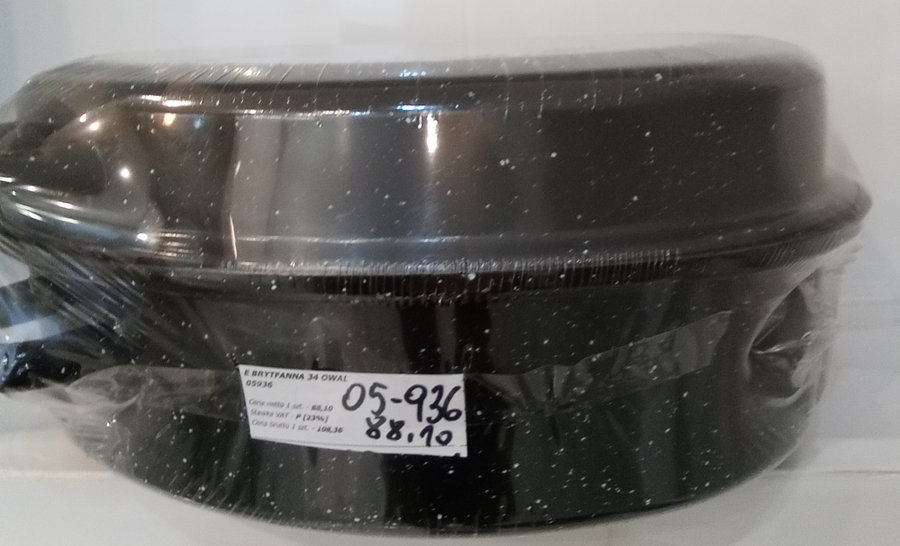 E BRYTFANNA 34 OWAL
05936
Cena netto 1 szt. - 88,10
Stawka VAT - P (23%)
Cena brutto 1 szt. - 108,36
05-936
88.10